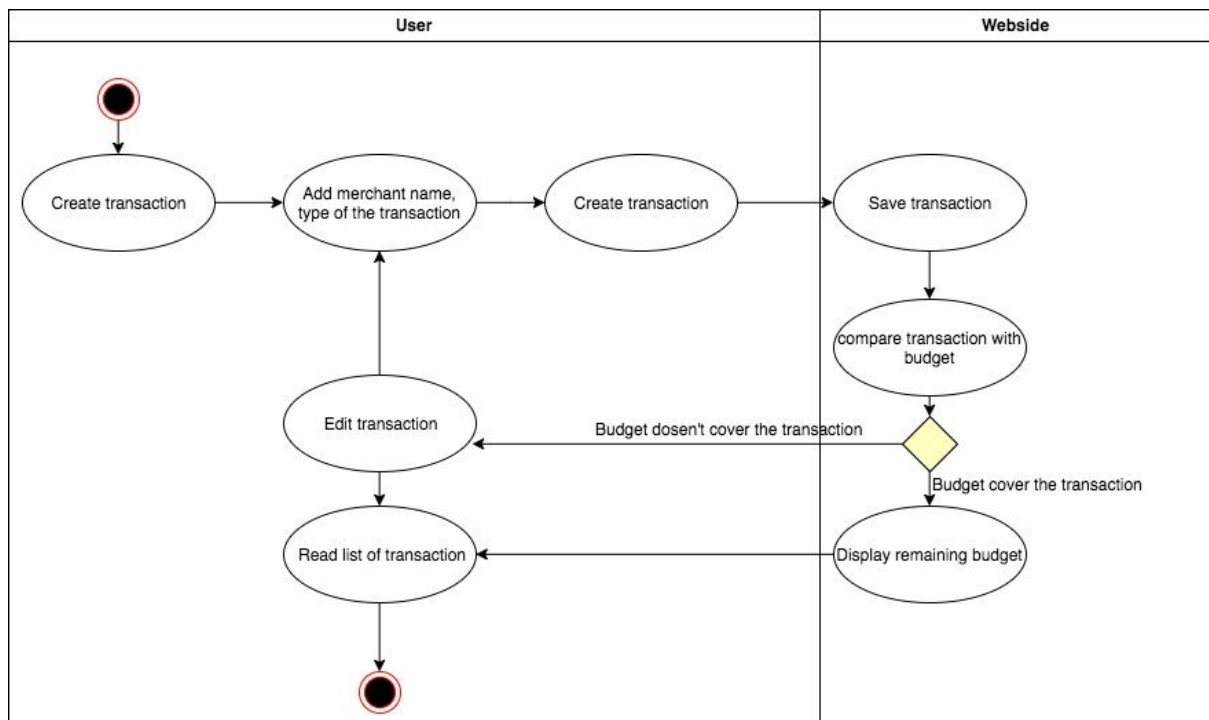 User
Webside
Create transaction
Add merchant name,
type of the transaction
Create transaction
Save transaction
compare transaction with
budget
Edit transaction
Budget dosen't cover the transaction
Budget cover the transaction
Read list of transaction
Display remaining budget